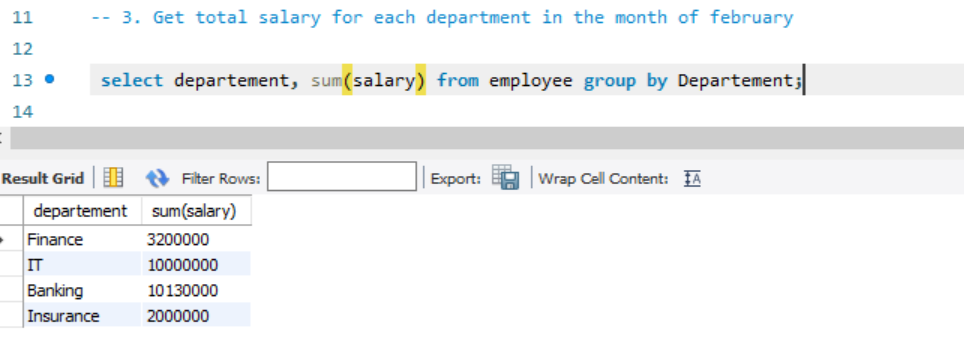 11 -- 3. Get total salary for each department in the month of february
12
13 select departement, sum(salary) from employee group by Departement;
14
Result Grid Filter Rows: Export: Wrap Cell Content: IA
departement sum(salary)
Finance 3200000
IT 10000000
Banking 10130000
Insurance 2000000